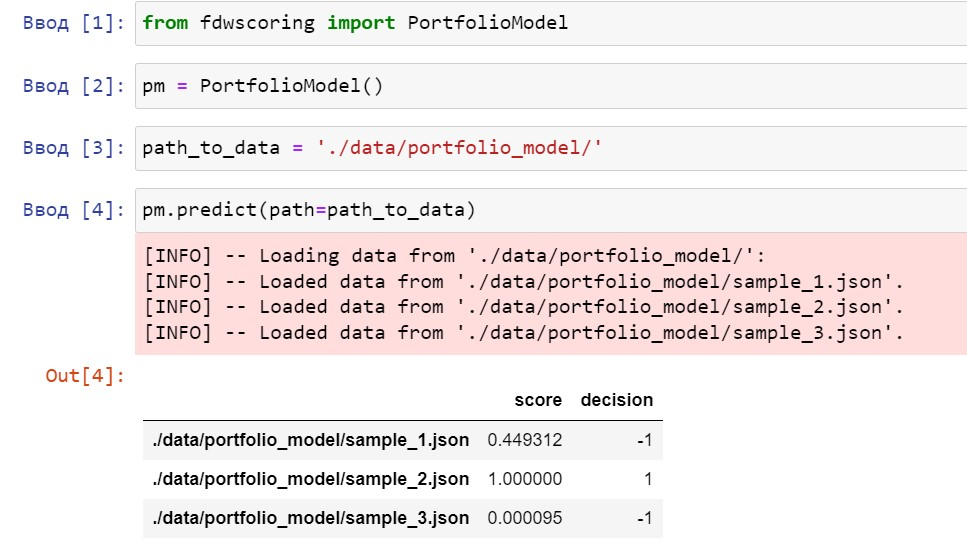 Ввод [1]: from fdwscoring import PortfolioModel
Ввод [2]: pm = PortfolioModel()
Ввод [3]: path_to_data = './data/portfolio_model/'
Ввод [4]: pm.predict(path=path_to_data)
[INFO] -- Loading data from './data/portfolio_model/':
[INFO] -- Loaded data from './data/portfolio_model/sample_1.json'.
[INFO] -- Loaded data from './data/portfolio_model/sample_2.json'.
[INFO] -- Loaded data from './data/portfolio_model/sample_3.json'.
Out[4]:
score decision
./data/portfolio_model/sample_1.json 0.449312 -1
./data/portfolio_model/sample_2.json 1.000000 1
./data/portfolio_model/sample_3.json 0.000095 -1